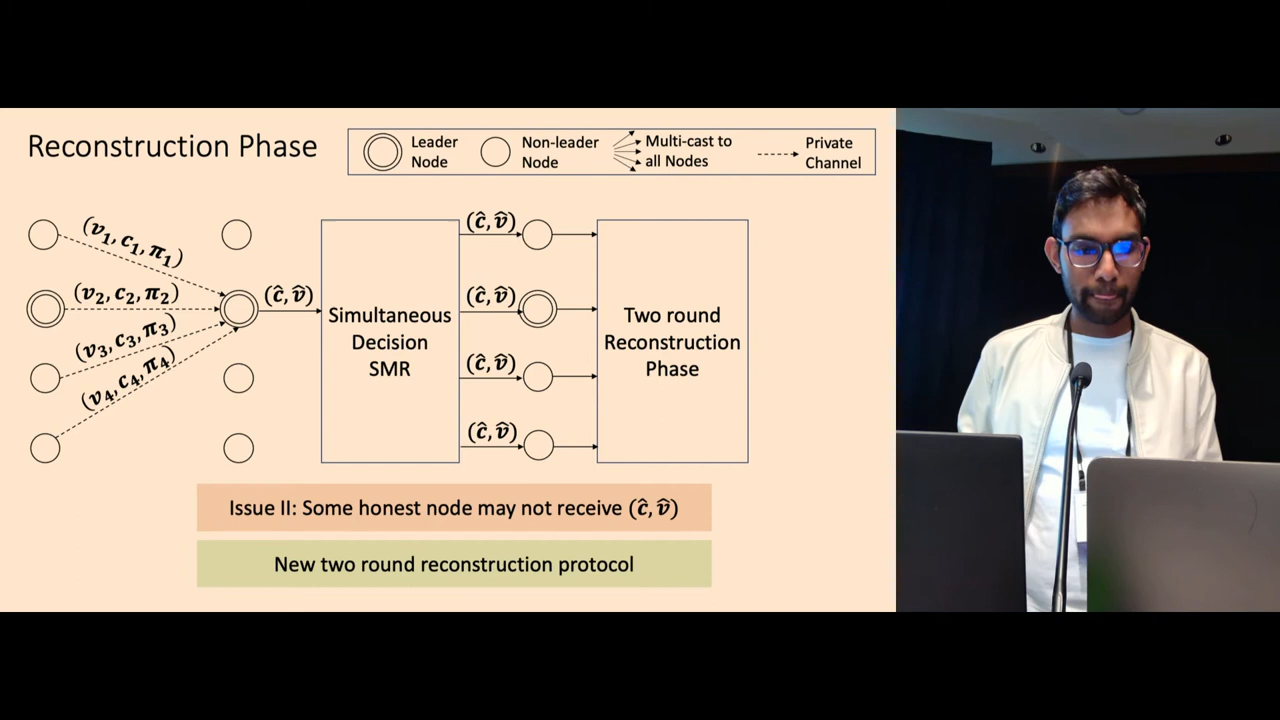 Reconstruction Phase
Leader
Node
Non-leader
Node
Multi-cast to
all Nodes
Private
Channel
(v₁, c₁, π₁)
(v₂, c₂, π₂)
(v₃, c₃, π₃)
(v₄, c₄, π₄)
(ĉ, v̂)
Simultaneous
Decision
SMR
(ĉ, v̂)
(ĉ, v̂)
(ĉ, v̂)
(ĉ, v̂)
Two round
Reconstruction
Phase
Issue II: Some honest node may not receive (ĉ, v̂)
New two round reconstruction protocol